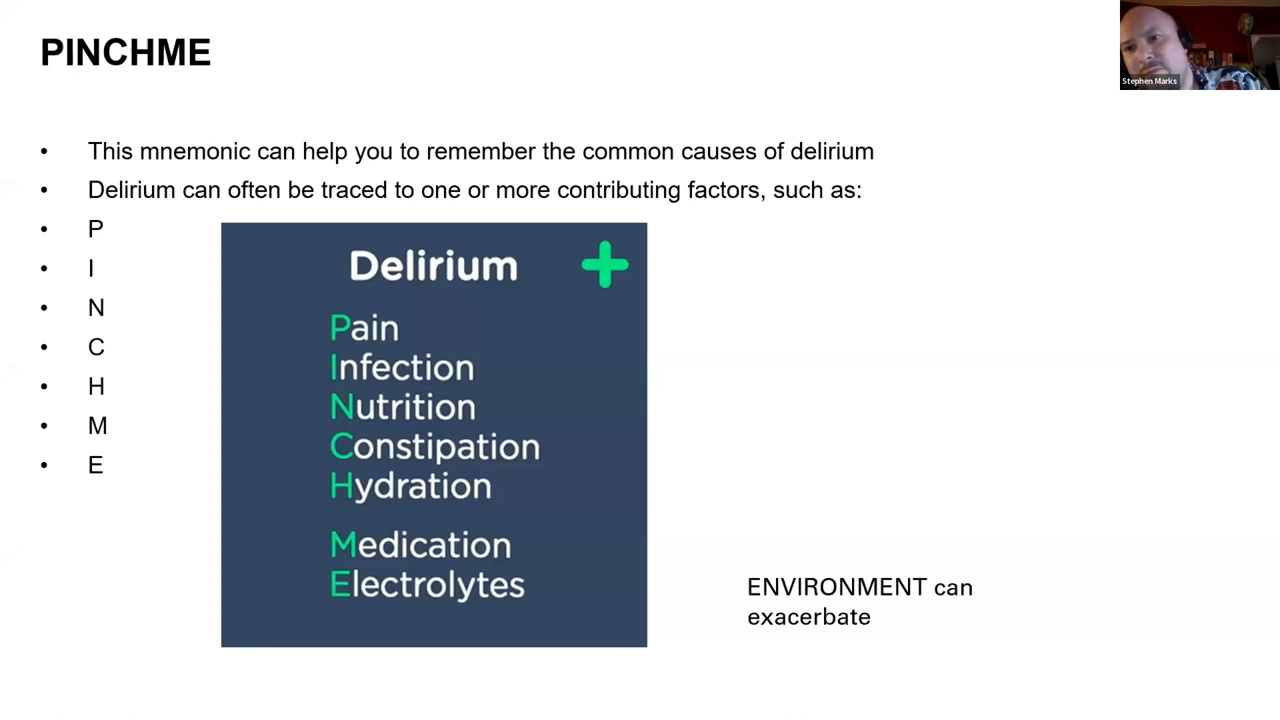 PINCHME
Stephen Marks
• This mnemonic can help you to remember the common causes of delirium
• Delirium can often be traced to one or more contributing factors, such as:
• P
• I
• N
• C
• H
• M
• E
Delirium
Pain
Infection
Nutrition
Constipation
Hydration
Medication
Electrolytes
ENVIRONMENT can
exacerbate